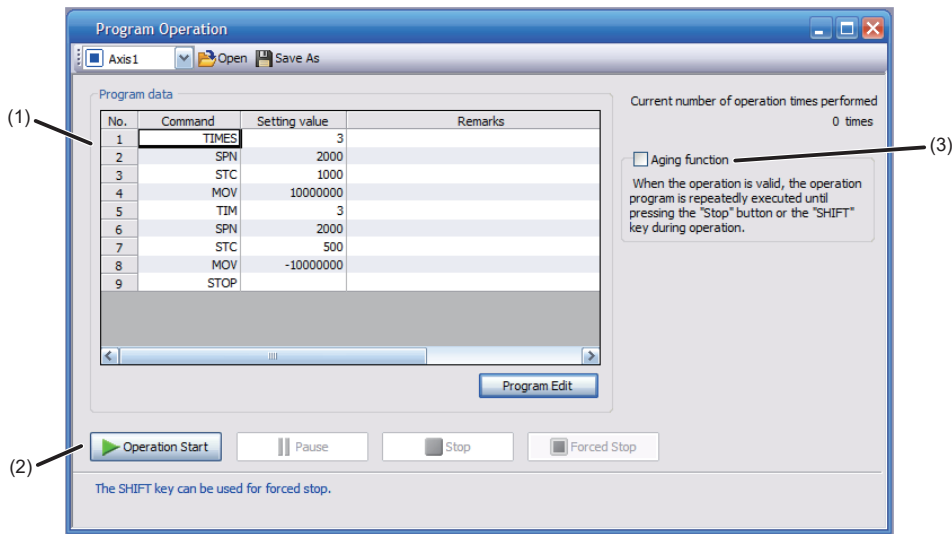 Program Operation
Axis1 Open Save As
Program data
(1)
No. Command Setting value Remarks
1 TIMES 3
2 SPN 2000
3 STC 1000
4 MOV 10000000
5 TIM 3
6 SPN 2000
7 STC 500
8 MOV -10000000
9 STOP
Program Edit
Current number of operation times performed
0 times
(3)
Aging function
When the operation is valid, the operation
program is repeatedly executed until
pressing the "Stop" button or the "SHIFT"
key during operation.
(2)
Operation Start Pause Stop Forced Stop
The SHIFT key can be used for forced stop.